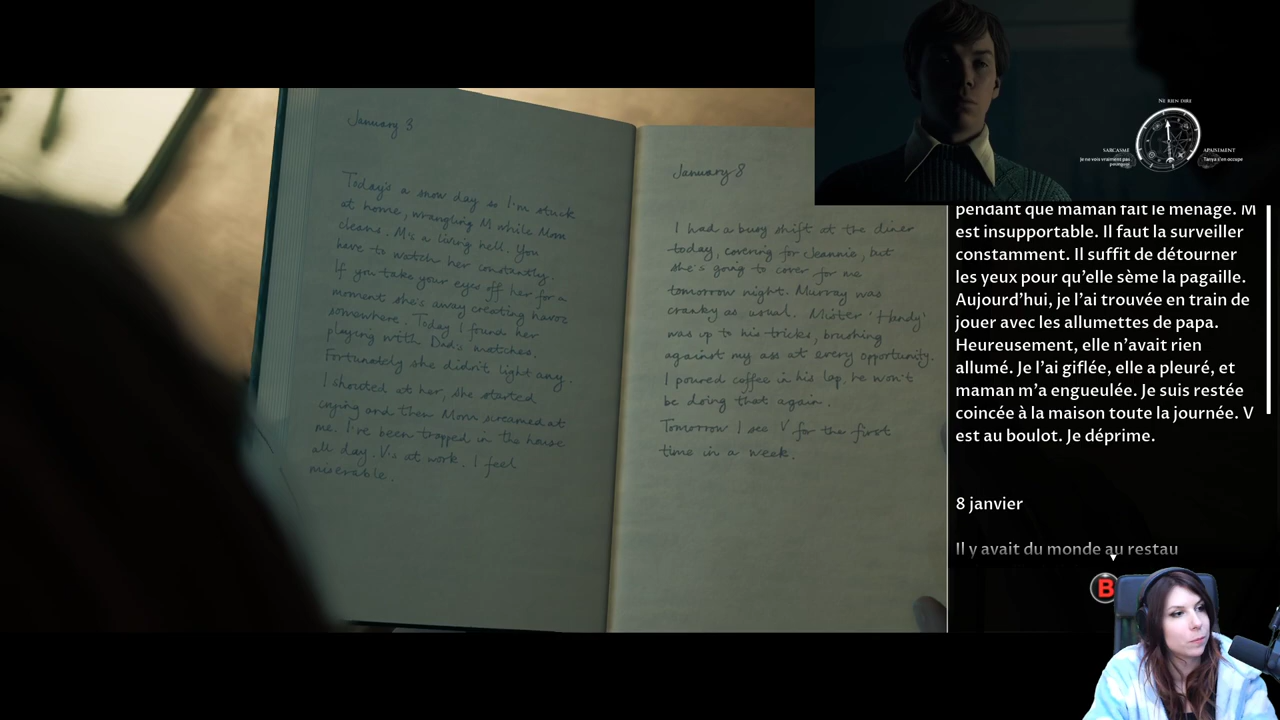 January 3
Today's a snow day so I'm stuck
at home, wrangling M while Mom
cleans. M's a living hell. You
have to watch her constantly.
If you take your eyes off her for a
moment she's away creating havoc
somewhere. Today I found her
playing with Dad's matches.
Fortunately she didn't light any.
I shouted at her, she started
crying and then Mom screamed at
me. I've been trapped in the house
all day. V's at work. I feel
miserable.
January 8
I had a busy shift at the diner
today, covering for Jeannie, but
she's going to cover for me
tomorrow night. Murray was
cranky as usual. Mister 'Handy'
was up to his tricks, brushing
against my ass at every opportunity.
I poured coffee in his lap, he won't
be doing that again.
Tomorrow I see V for the first
time in a week.
NE RIEN DIRE
SARCASME
Je ne vois vraiment pas
pourquoi
APAISEMENT
Tanya s'en occupe
pendant que maman fait le ménage. M
est insupportable. Il faut la surveiller
constamment. Il suffit de détourner
les yeux pour qu'elle sème la pagaille.
Aujourd'hui, je l'ai trouvée en train de
jouer avec les allumettes de papa.
Heureusement, elle n'avait rien
allumé. Je l'ai giflée, elle a pleuré, et
maman m'a engueulée. Je suis restée
coincée à la maison toute la journée. V
est au boulot. Je déprime.
8 janvier
Il y avait du monde au restau
B